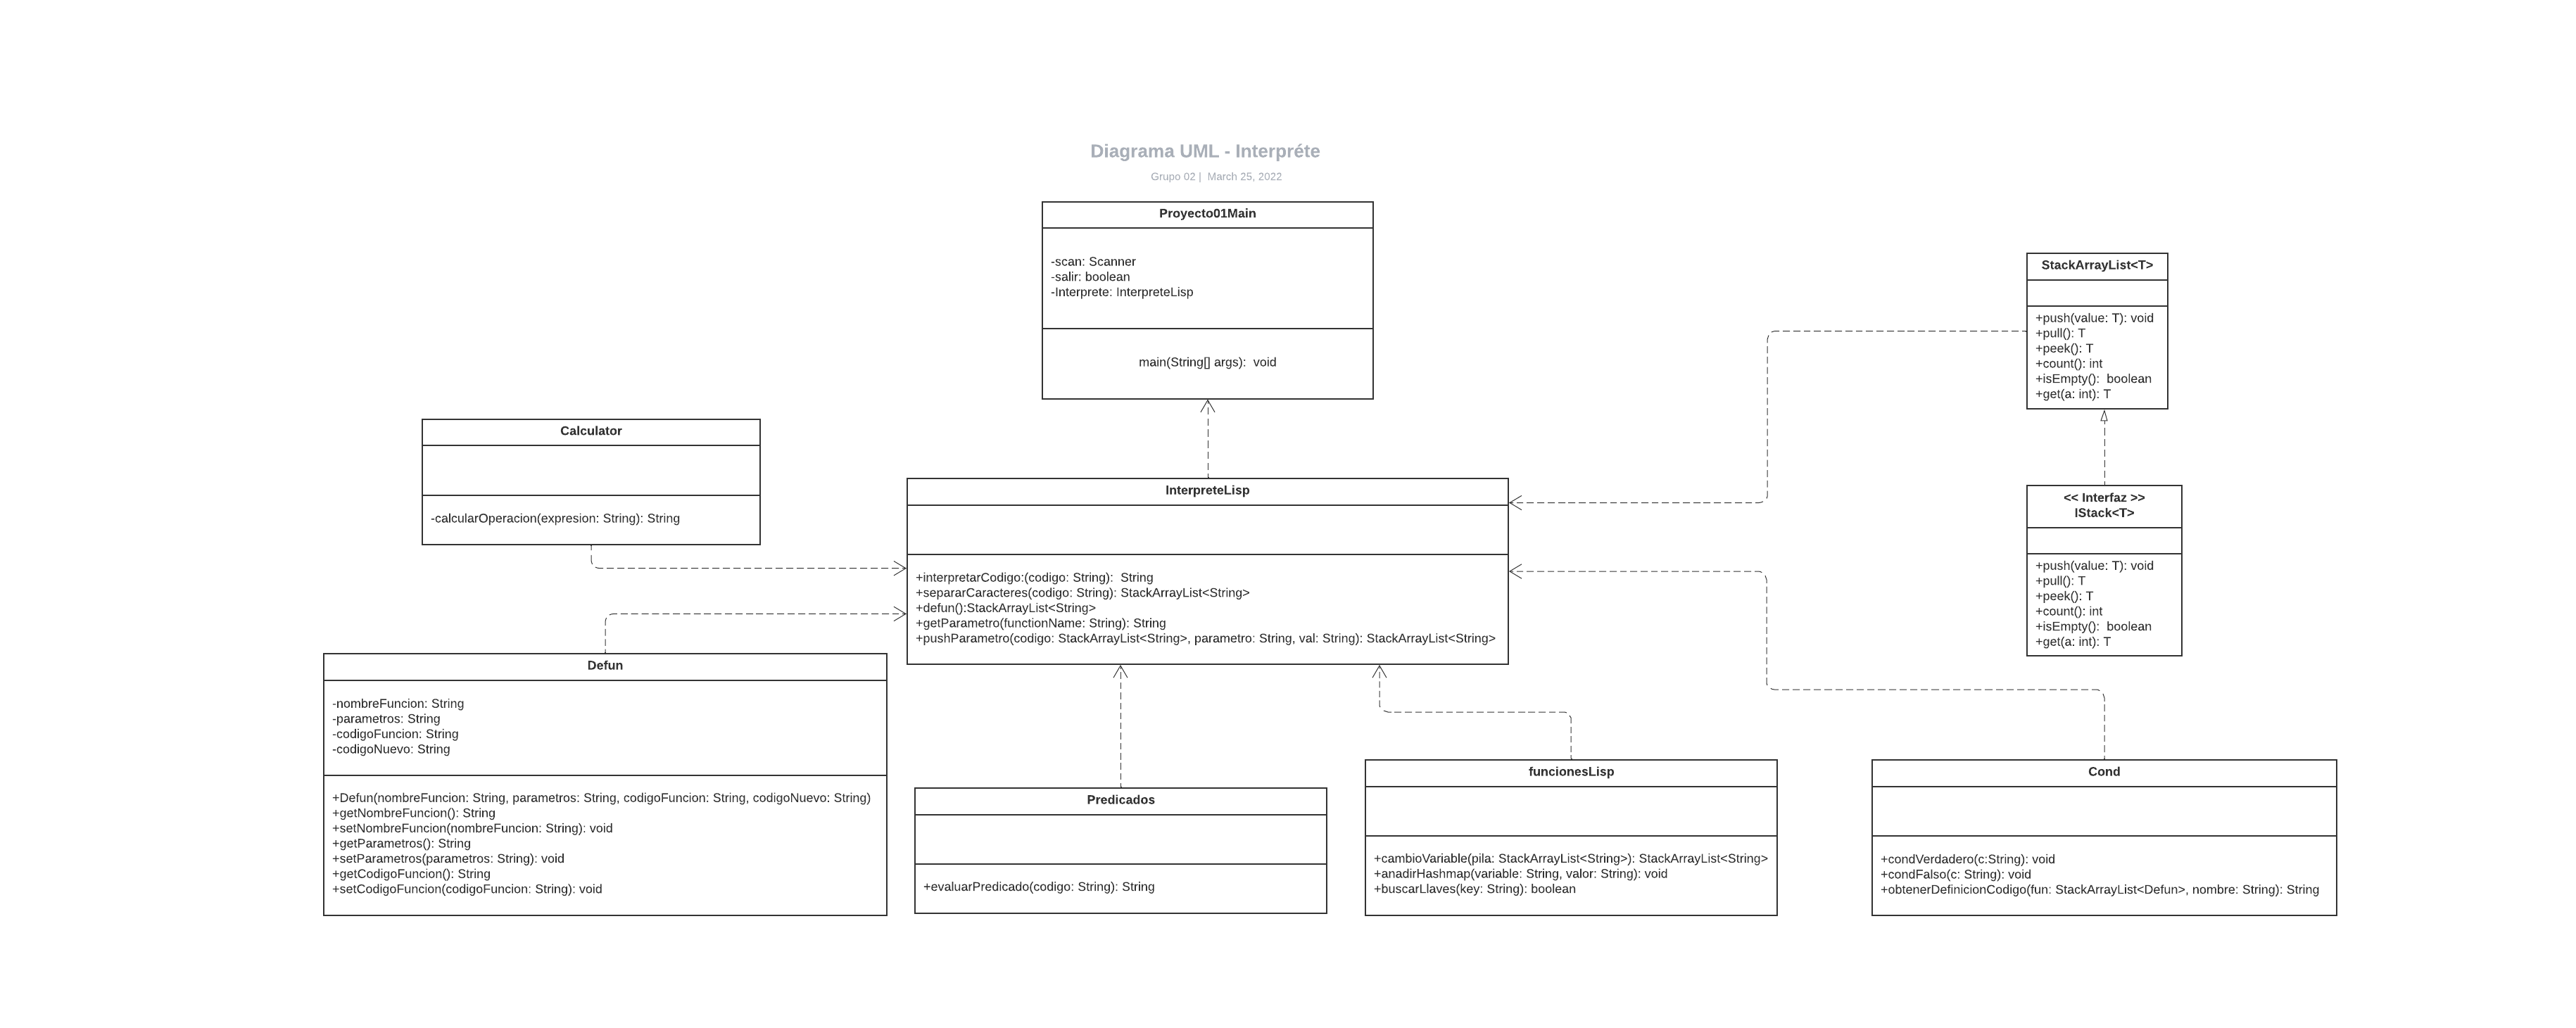 Diagrama UML - Interpréte
Grupo 02 |  March 25, 2022
Proyecto01Main
-scan: Scanner
-salir: boolean
-Interprete: InterpreteLisp
main(String[] args):  void
StackArrayList<T>
+push(value: T): void
+pull(): T
+peek(): T
+count(): int
+isEmpty():  boolean
+get(a: int): T
Calculator
-calcularOperacion(expresion: String): String
InterpreteLisp
+interpretarCodigo:(codigo: String):  String
+separarCaracteres(codigo: String): StackArrayList<String>
+defun():StackArrayList<String>
+getParametro(functionName: String): String
+pushParametro(codigo: StackArrayList<String>, parametro: String, val: String): StackArrayList<String>
<< Interfaz >>
IStack<T>
+push(value: T): void
+pull(): T
+peek(): T
+count(): int
+isEmpty():  boolean
+get(a: int): T
Defun
-nombreFuncion: String
-parametros: String
-codigoFuncion: String
-codigoNuevo: String
+Defun(nombreFuncion: String, parametros: String, codigoFuncion: String, codigoNuevo: String)
+getNombreFuncion(): String
+setNombreFuncion(nombreFuncion: String): void
+getParametros(): String
+setParametros(parametros: String): void
+getCodigoFuncion(): String
+setCodigoFuncion(codigoFuncion: String): void
Predicados
+evaluarPredicado(codigo: String): String
funcionesLisp
+cambioVariable(pila: StackArrayList<String>): StackArrayList<String>
+anadirHashmap(variable: String, valor: String): void
+buscarLlaves(key: String): boolean
Cond
+condVerdadero(c:String): void
+condFalso(c: String): void
+obtenerDefinicionCodigo(fun: StackArrayList<Defun>, nombre: String): String